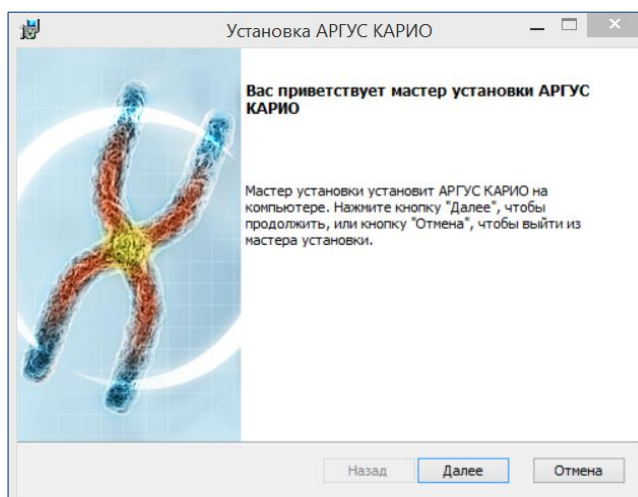 Установка АРГУС КАРИО
Вас приветствует мастер установки АРГУС
КАРИО
Мастер установки установит АРГУС КАРИО на
компьютере. Нажмите кнопку "Далее", чтобы
продолжить, или кнопку "Отмена", чтобы выйти из
мастера установки.
Назад Далее Отмена